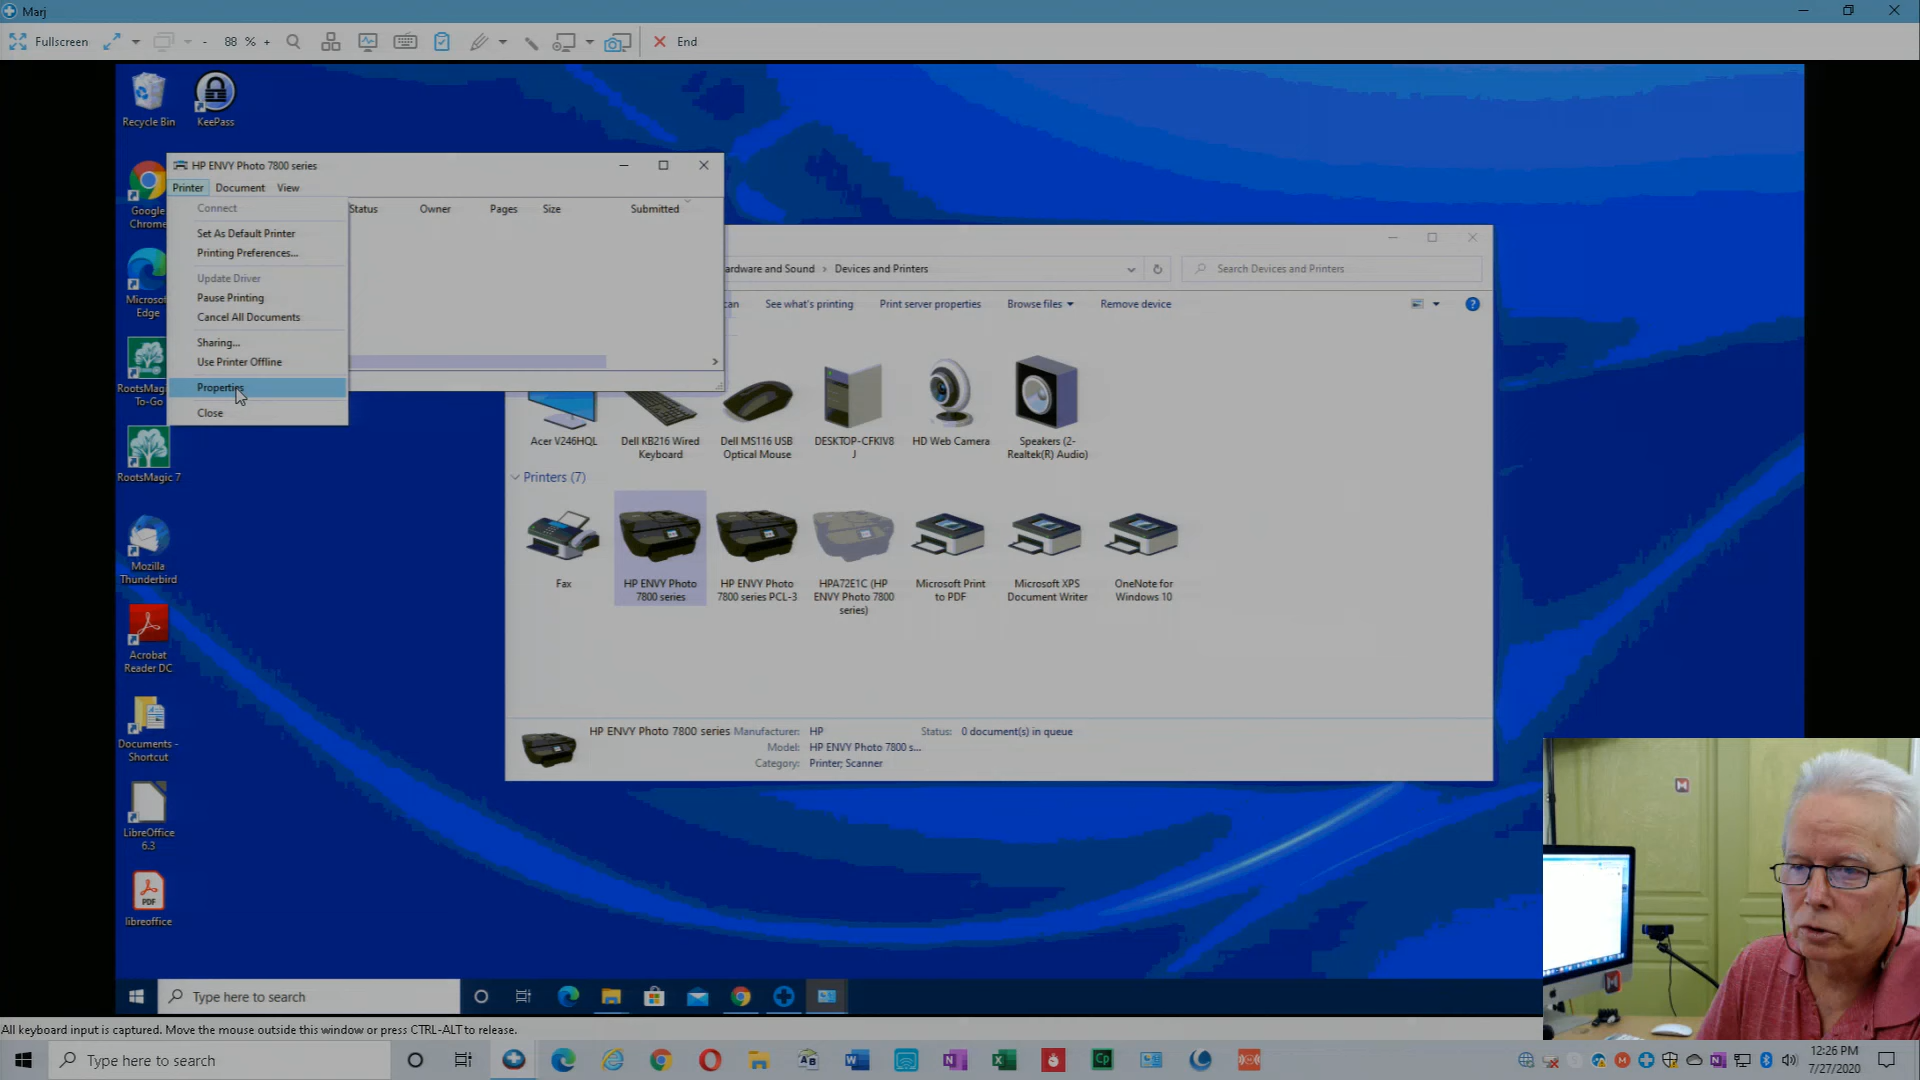 Marj
Fullscreen
- 88 % +
End
Recycle Bin
KeePass
HP ENVY Photo 7800 series
Printer Document View
Connect
Status Owner Pages Size Submitted
Set As Default Printer
Printing Preferences...
Update Driver
Pause Printing
Cancel All Documents
Sharing...
Use Printer Offline
Properties
Close
Google
Chrome
Edge
To-Go
RootsMagic 7
Mozilla
Thunderbird
Acrobat
Reader DC
Documents -
Shortcut
LibreOffice
6.3
PDF
libreoffice
ardware and Sound › Devices and Printers
Search Devices and Printers
can See what's printing Print server properties Browse files Remove device
Acer V246HQL
Dell KB216 Wired
Keyboard
Dell MS116 USB
Optical Mouse
DESKTOP-CFKIV8
J
HD Web Camera
Speakers (2-
Realtek(R) Audio)
Printers (7)
Fax
HP ENVY Photo
7800 series
HP ENVY Photo
7800 series PCL-3
HPA72E1C (HP
ENVY Photo 7800
series)
Microsoft Print
to PDF
Microsoft XPS
Document Writer
OneNote for
Windows 10
HP ENVY Photo 7800 series Manufacturer: HP Status: 0 document(s) in queue
Model: HP ENVY Photo 7800 s...
Category: Printer; Scanner
Type here to search
All keyboard input is captured. Move the mouse outside this window or press CTRL-ALT to release.
Type here to search
12:26 PM
7/27/2020